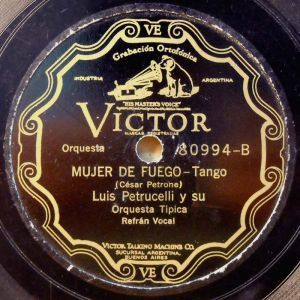 VE
Grabación Ortofónica
INDUSTRIA ARGENTINA
"HIS MASTER'S VOICE"
VICTOR
MARCAS REGISTRADAS
Orquesta 80994-B
MUJER DE FUEGO-Tango
(César Petrone)
Luis Petrucelli y su
Orquesta Típica
Refrán Vocal
VICTOR TALKING MACHINE CO.
SUCURSAL ARGENTINA,
BUENOS AIRES
VE